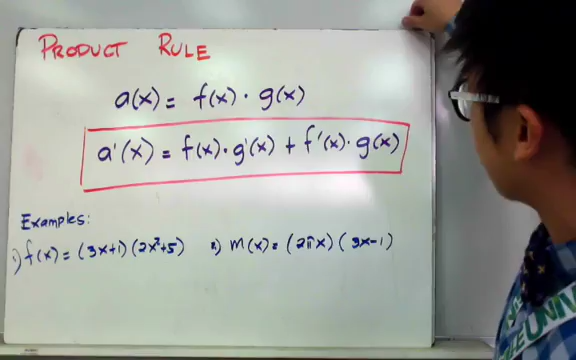 PRODUCT RULE
a(x) = f(x) · g(x)
a'(x) = f(x) · g'(x) + f'(x) · g(x)
Examples:
1) f(x) = (3x+1) (2x²+5) 2) m(x) = (2πx) (3x-1)